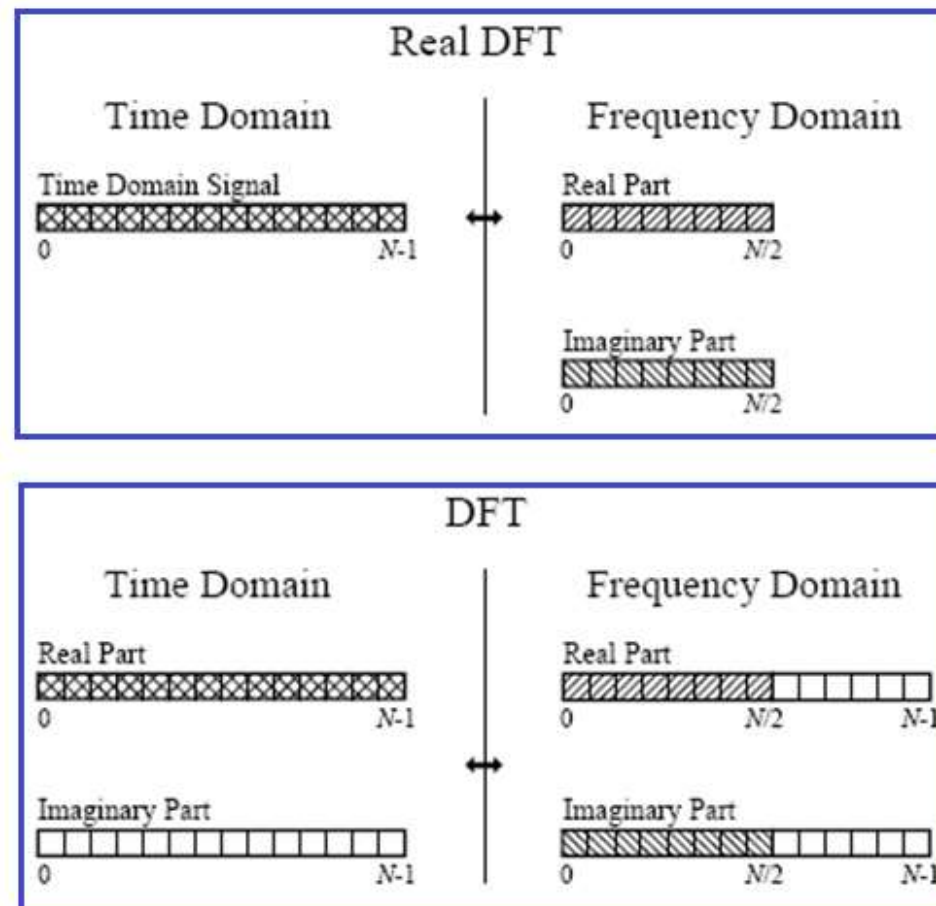 Real DFT
Time Domain
Frequency Domain
Time Domain Signal
0 N-1
Real Part
0 N/2
Imaginary Part
0 N/2
DFT
Time Domain
Frequency Domain
Real Part
0 N-1
Real Part
0 N/2 N-1
Imaginary Part
0 N-1
Imaginary Part
0 N/2 N-1